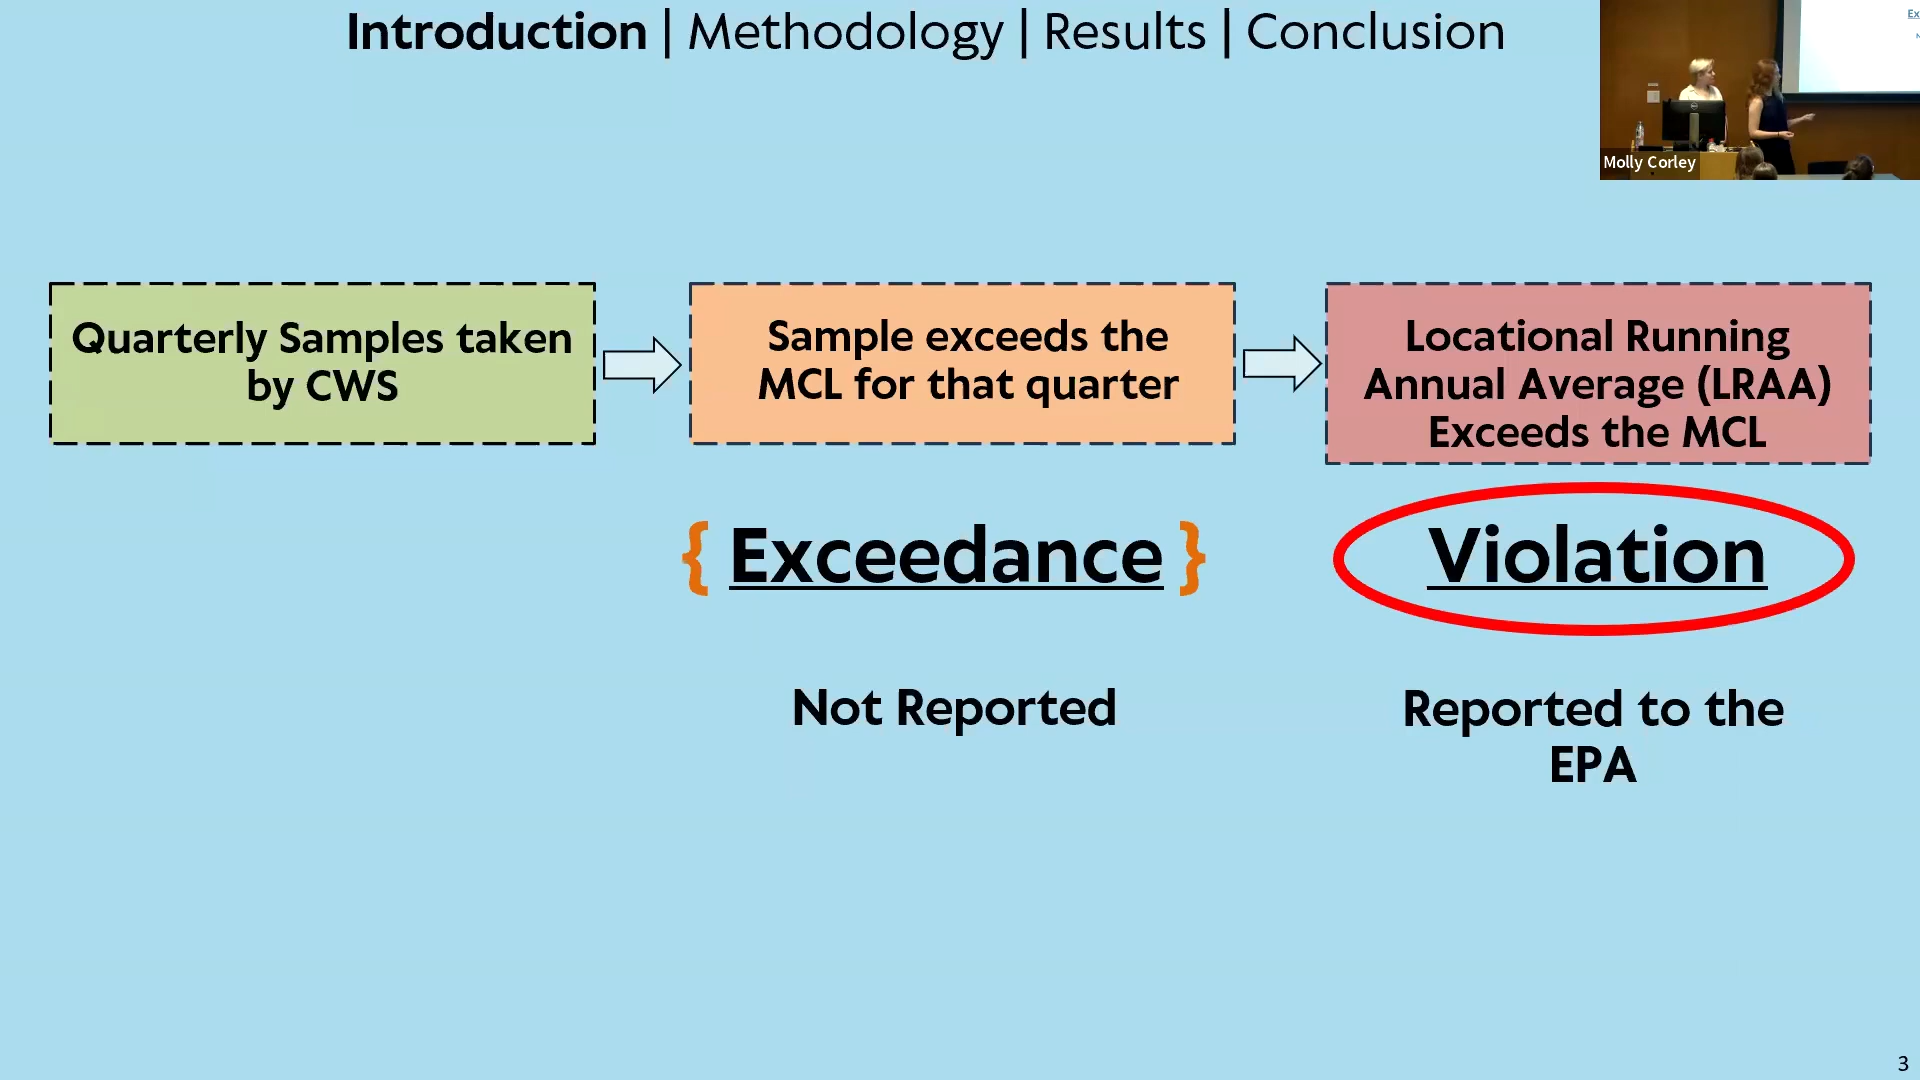 Introduction | Methodology | Results | Conclusion
Molly Corley
Quarterly Samples taken
by CWS
Sample exceeds the
MCL for that quarter
Locational Running
Annual Average (LRAA)
Exceeds the MCL
{ Exceedance }
Violation
Not Reported
Reported to the
EPA
3